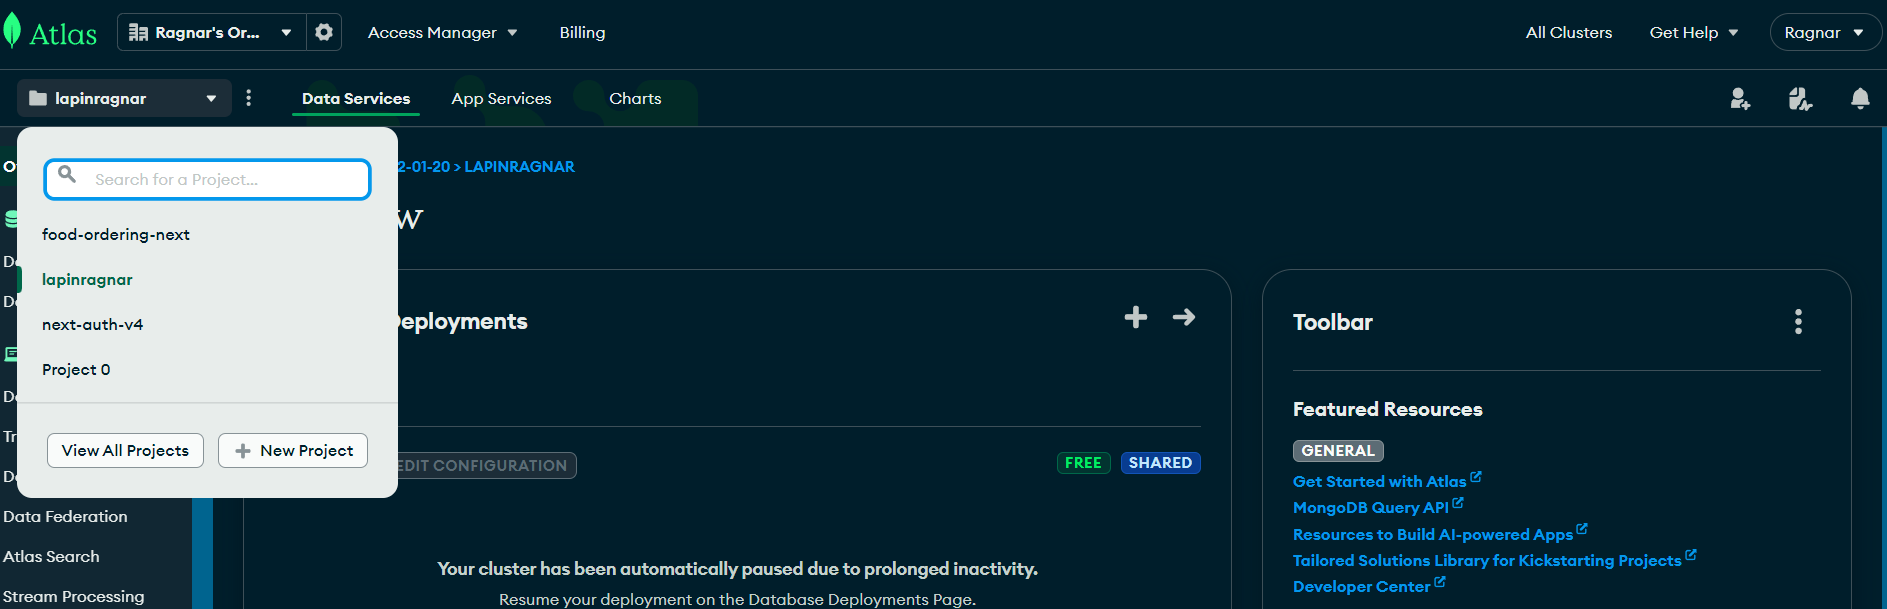 Atlas
Ragnar's Or...
Access Manager
Billing
All Clusters
Get Help
Ragnar
lapinragnar
Data Services
App Services
Charts
2-01-20 > LAPINRAGNAR
Search for a Project...
food-ordering-next
lapinragnar
next-auth-v4
Project 0
View All Projects
New Project
Deployments
EDIT CONFIGURATION
FREE
SHARED
Your cluster has been automatically paused due to prolonged inactivity.
Resume your deployment on the Database Deployments Page.
Data Federation
Atlas Search
Stream Processing
Toolbar
Featured Resources
GENERAL
Get Started with Atlas
MongoDB Query API
Resources to Build AI-powered Apps
Tailored Solutions Library for Kickstarting Projects
Developer Center